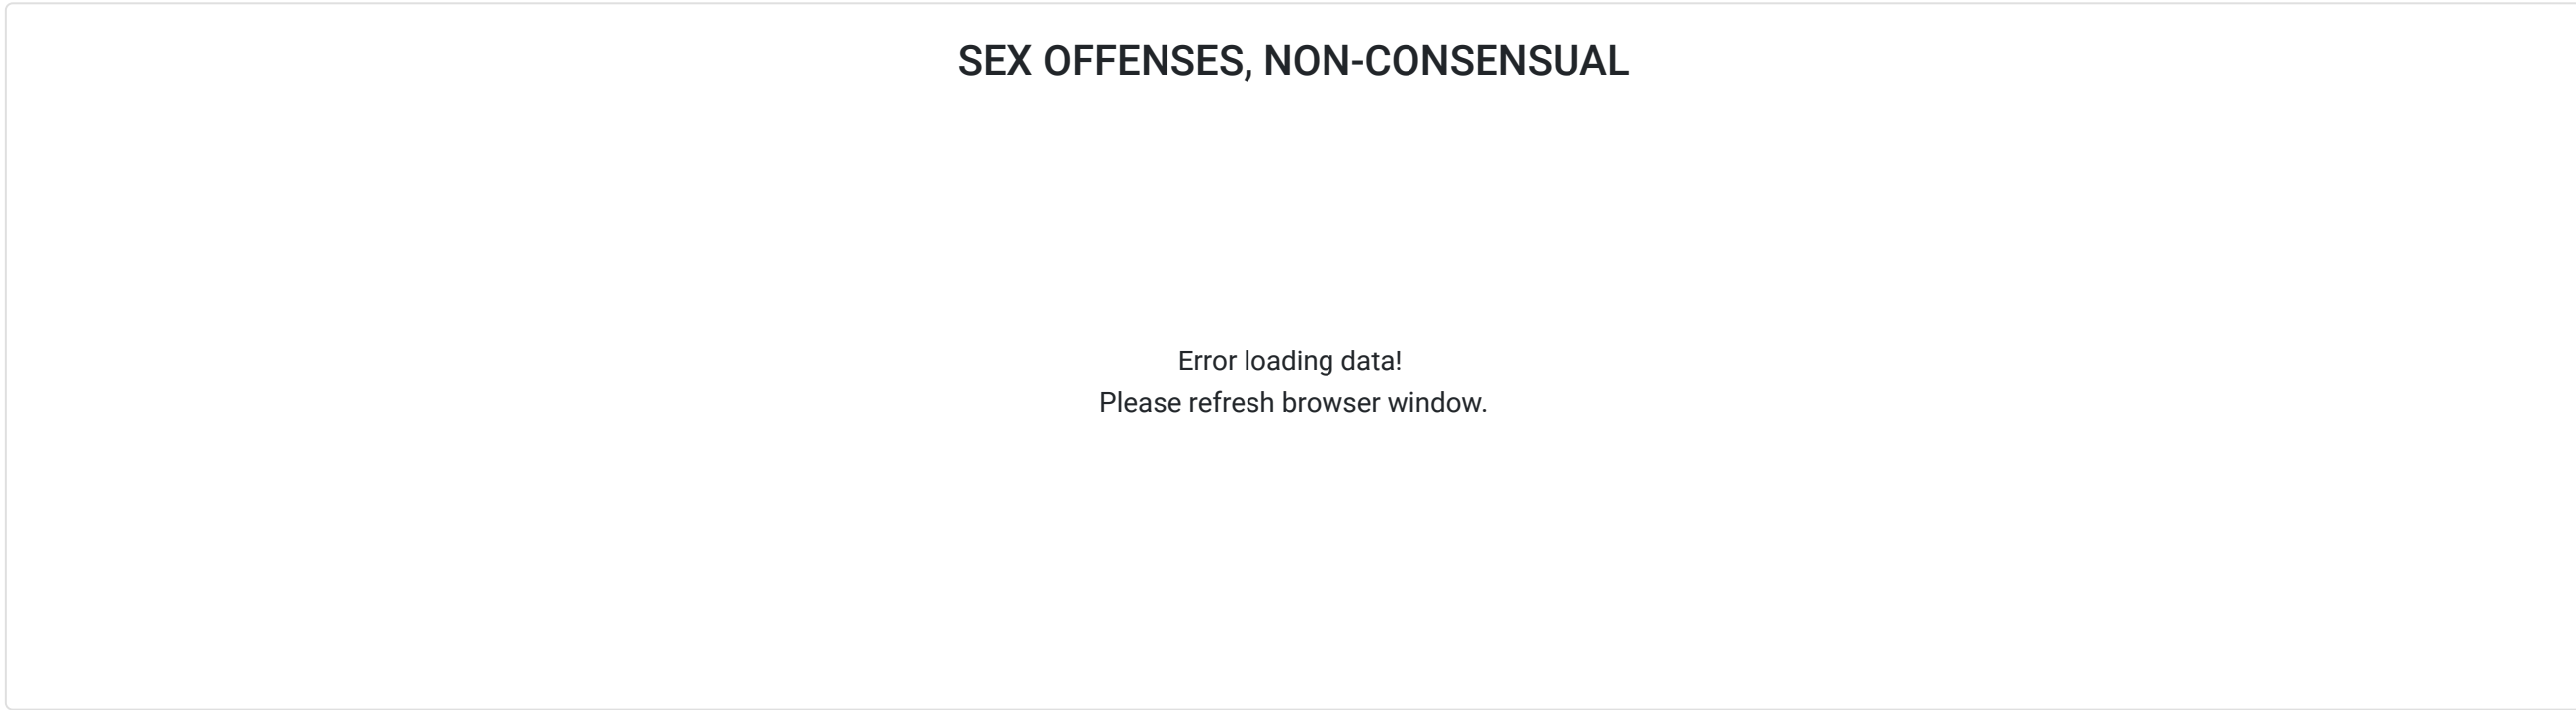 SEX OFFENSES, NON-CONSENSUAL
Error loading data!
Please refresh browser window.